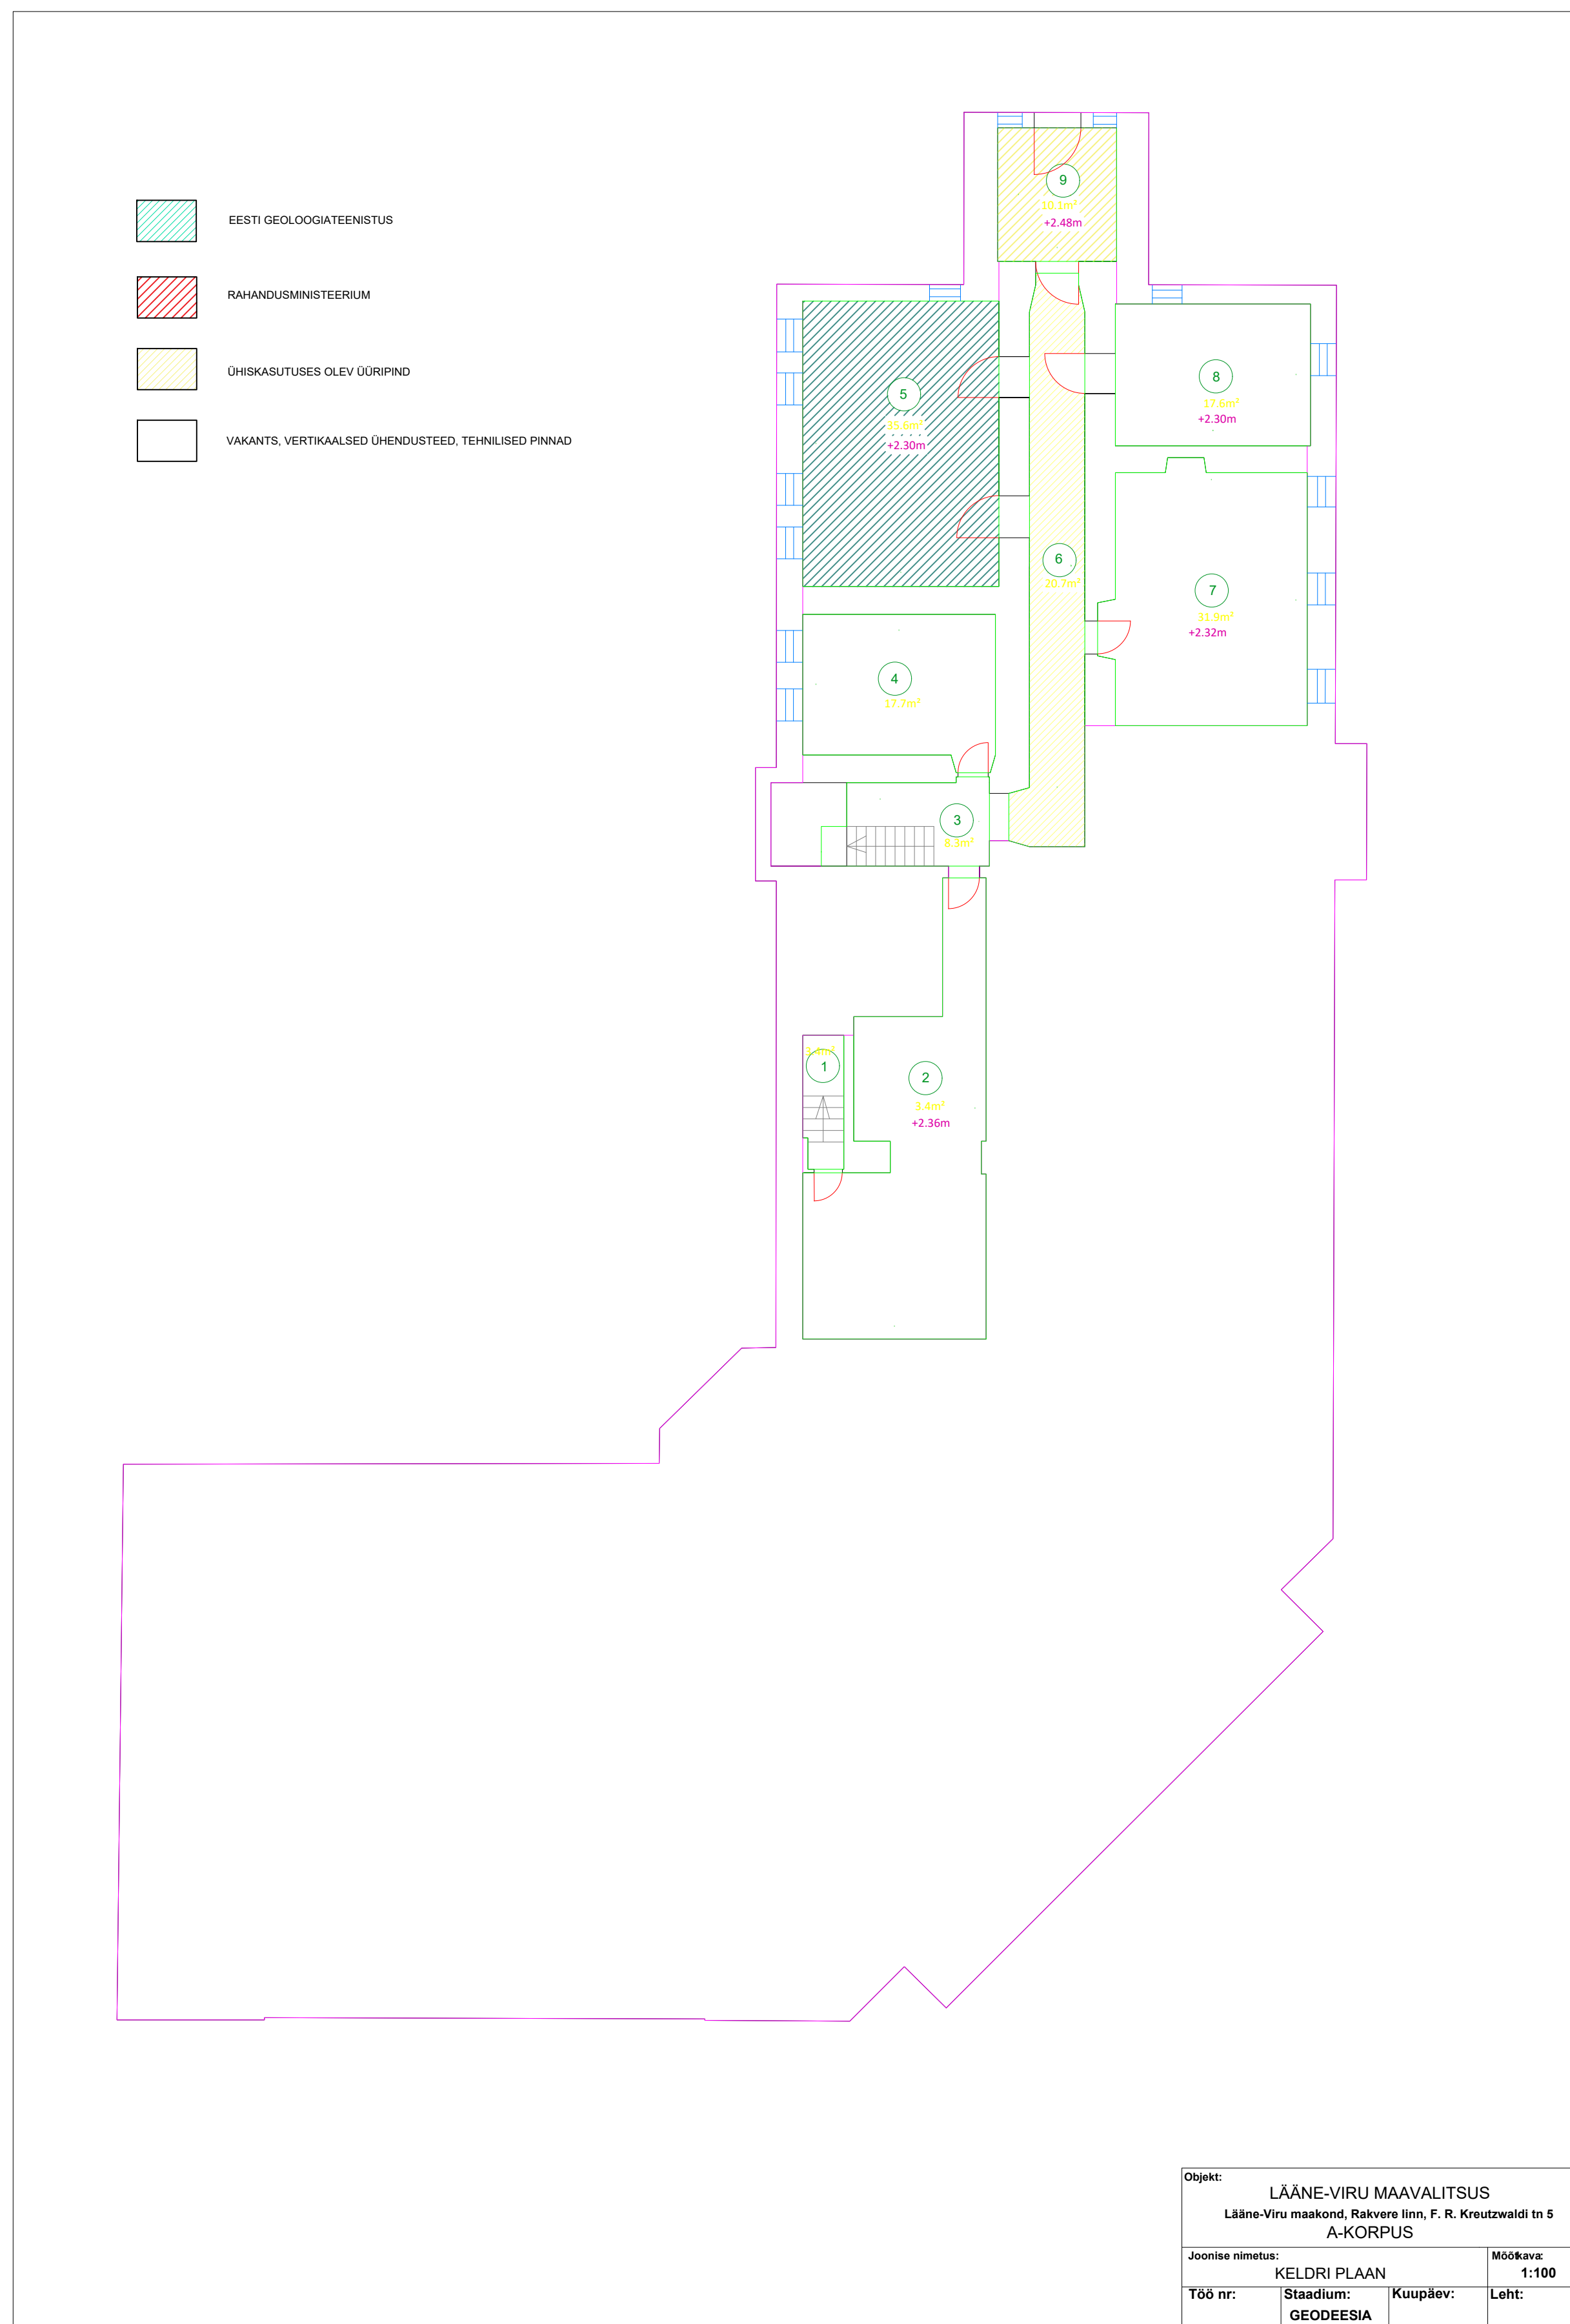 EESTI GEOLOOGIATEENISTUS
RAHANDUSMINISTEERIUM
ÜHISKASUTUSES OLEV ÜÜRIPIND
VAKANTS, VERTIKAALSED ÜHENDUSTEED, TEHNILISED PINNAD
9
10.1m²
+2.48m
5
35.6m²
+2.30m
8
17.6m²
+2.30m
6
20.7m²
7
31.9m²
+2.32m
4
17.7m²
3
8.3m²
3.4m²
1
2
3.4m²
+2.36m
Objekt:
LÄÄNE-VIRU MAAVALITSUS
Lääne-Viru maakond, Rakvere linn, F. R. Kreutzwaldi tn 5
A-KORPUS
Joonise nimetus:
KELDRI PLAAN
Mõõtkava:
1:100
Töö nr:
Staadium:
GEODEESIA
Kuupäev:
Leht: